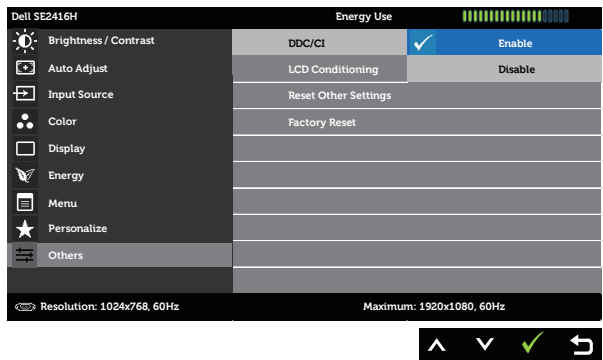 Dell SE2416H Energy Use
Brightness / Contrast DDC/CI Enable
Auto Adjust LCD Conditioning Disable
Input Source Reset Other Settings
Color Factory Reset
Display
Energy
Menu
Personalize
Others
Resolution: 1024x768, 60Hz Maximum: 1920x1080, 60Hz